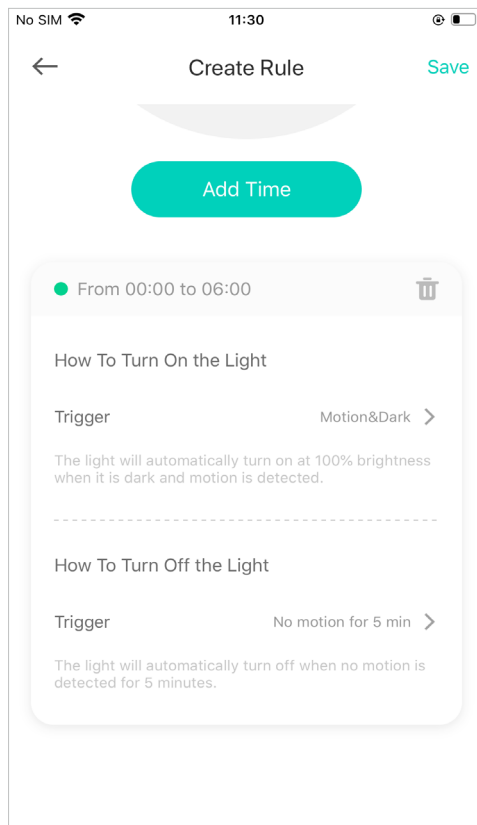 No SIM 11:30
Create Rule Save
Add Time
From 00:00 to 06:00
How To Turn On the Light
Trigger Motion&Dark
The light will automatically turn on at 100% brightness
when it is dark and motion is detected.
How To Turn Off the Light
Trigger No motion for 5 min
The light will automatically turn off when no motion is
detected for 5 minutes.